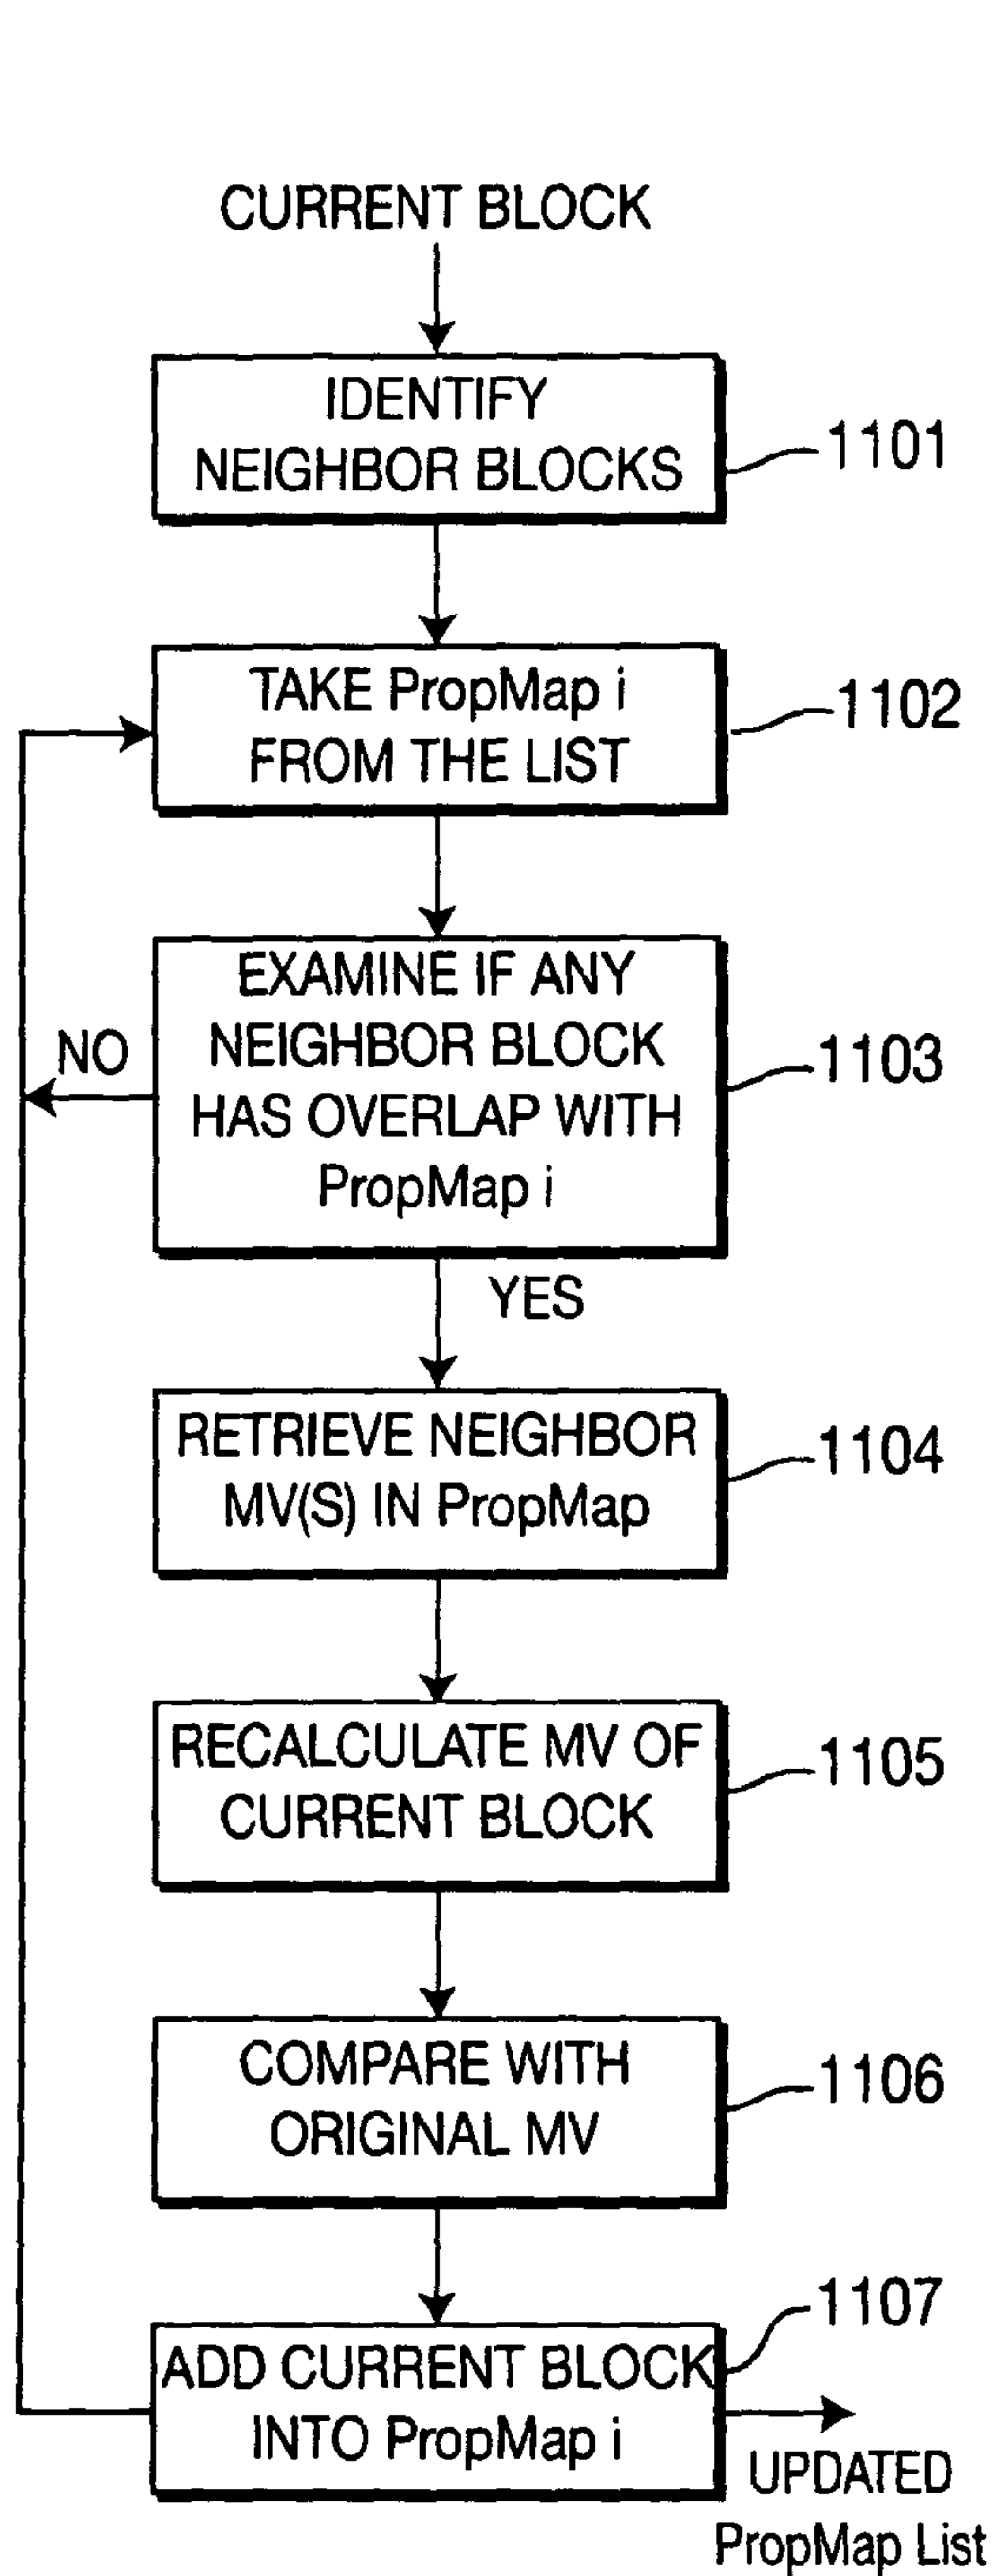 CURRENT BLOCK
IDENTIFY
NEIGHBOR BLOCKS
1101
TAKE PropMap i
FROM THE LIST
1102
EXAMINE IF ANY
NEIGHBOR BLOCK
HAS OVERLAP WITH
PropMap i
1103
NO
YES
RETRIEVE NEIGHBOR
MV(S) IN PropMap
1104
RECALCULATE MV OF
CURRENT BLOCK
1105
COMPARE WITH
ORIGINAL MV
1106
ADD CURRENT BLOCK
INTO PropMap i
1107
UPDATED
PropMap List